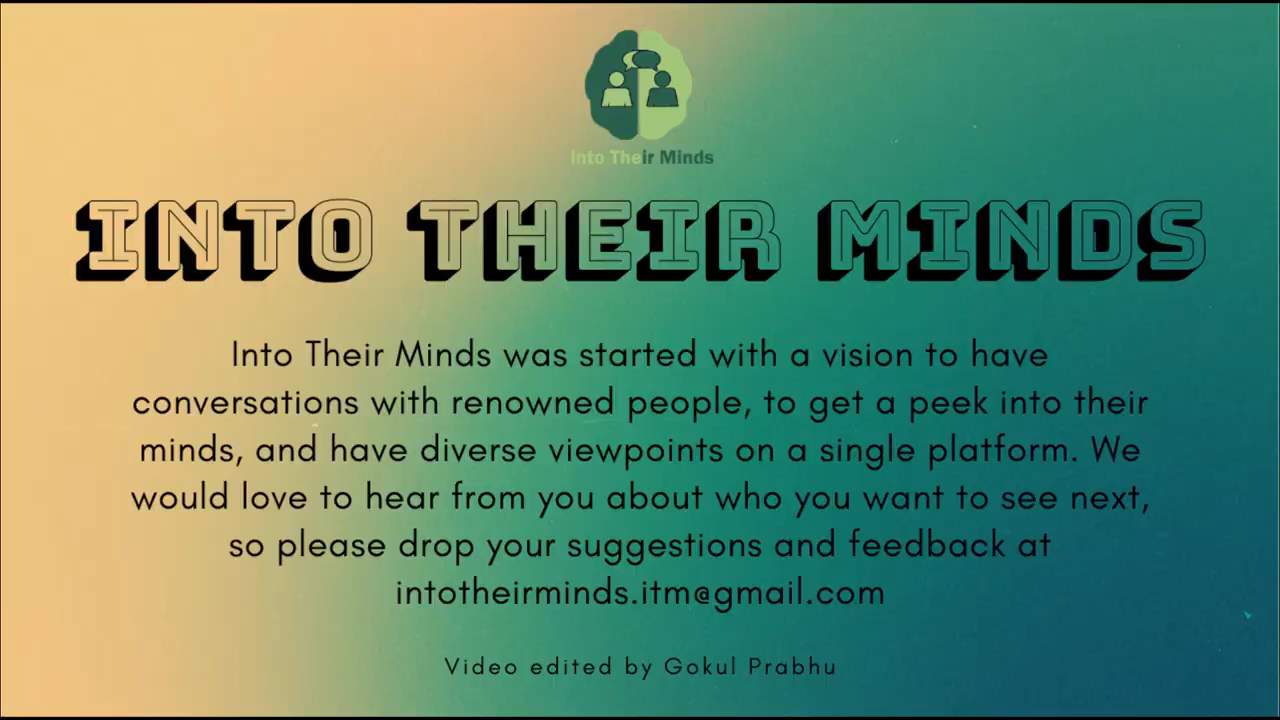 Into Their Minds
INTO THEIR MINDS
Into Their Minds was started with a vision to have
conversations with renowned people, to get a peek into their
minds, and have diverse viewpoints on a single platform. We
would love to hear from you about who you want to see next,
so please drop your suggestions and feedback at
intotheirminds.itm@gmail.com
Video edited by Gokul Prabhu